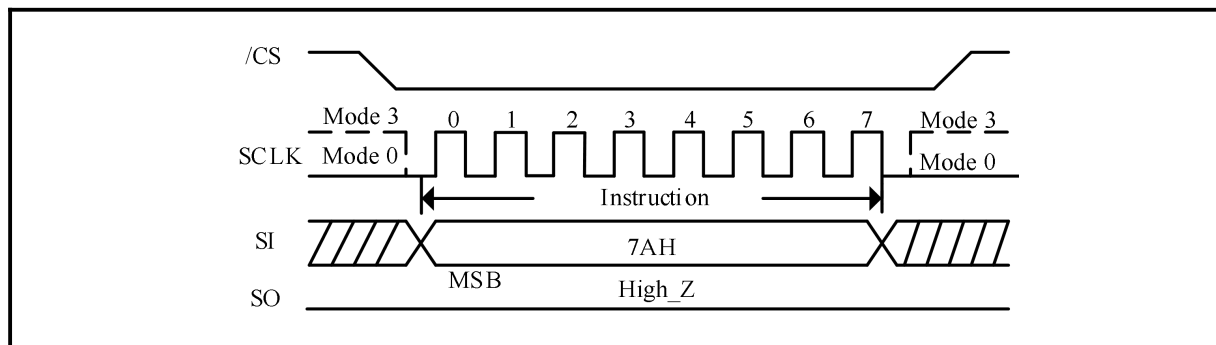 /CS
Mode 3 0 1 2 3 4 5 6 7 Mode 3
SCLK Mode 0 Mode 0
Instruction
SI 7AH
MSB
SO High_Z